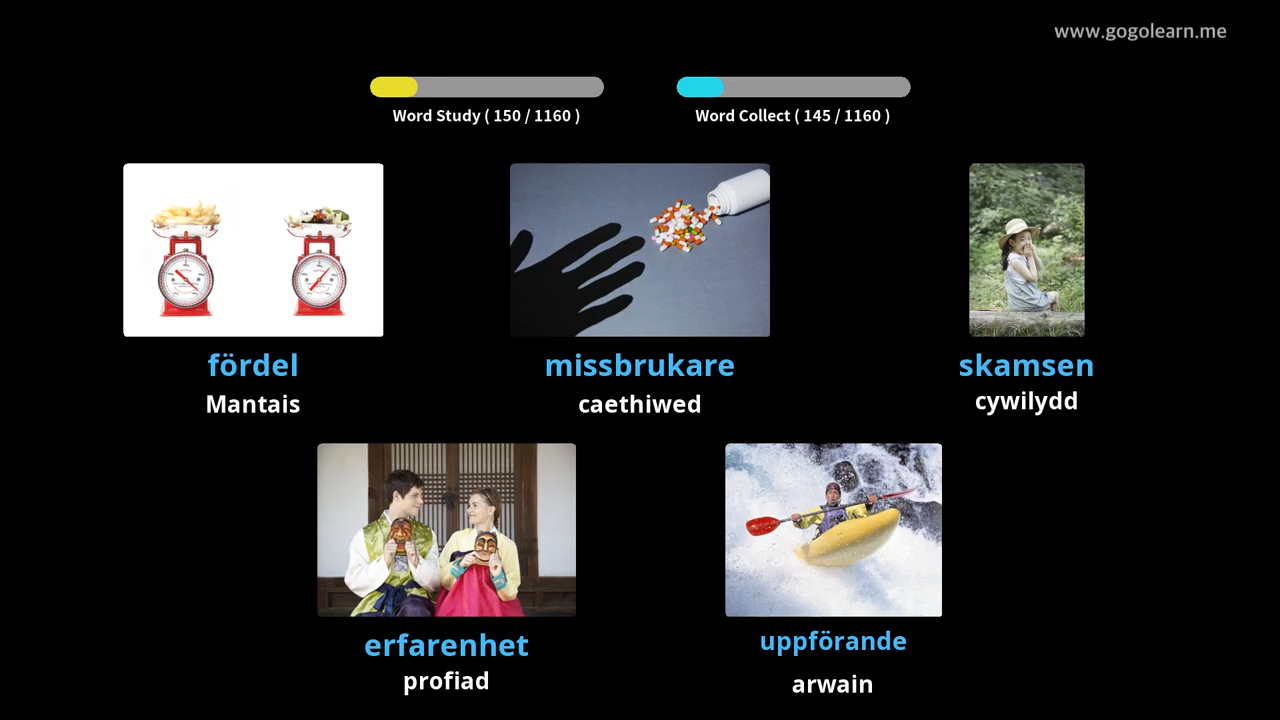 www.gogolearn.me
Word Study ( 150 / 1160 )
Word Collect ( 145 / 1160 )
fördel
Mantais
missbrukare
caethiwed
skamsen
cywilydd
erfarenhet
profiad
uppförande
arwain